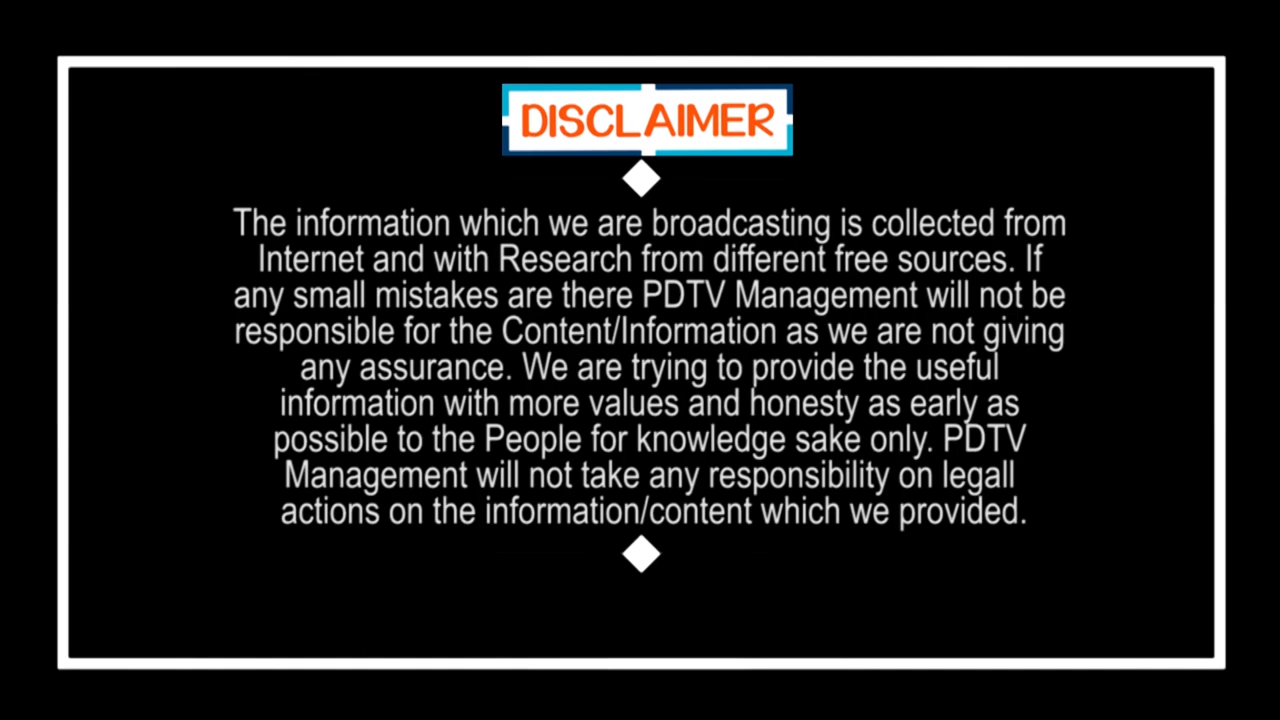 DISCLAIMER
The information which we are broadcasting is collected from
Internet and with Research from different free sources. If
any small mistakes are there PDTV Management will not be
responsible for the Content/Information as we are not giving
any assurance. We are trying to provide the useful
information with more values and honesty as early as
possible to the People for knowledge sake only. PDTV
Management will not take any responsibility on legall
actions on the information/content which we provided.